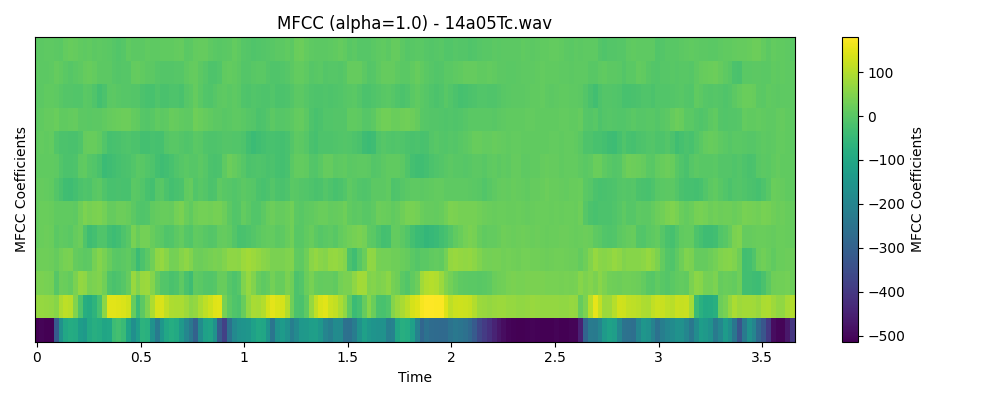 MFCC (alpha=1.0) - 14a05Tc.wav
MFCC Coefficients
0 0.5 1 1.5 2 2.5 3 3.5
Time
100
0
−100
−200
−300
−400
−500
MFCC Coefficients